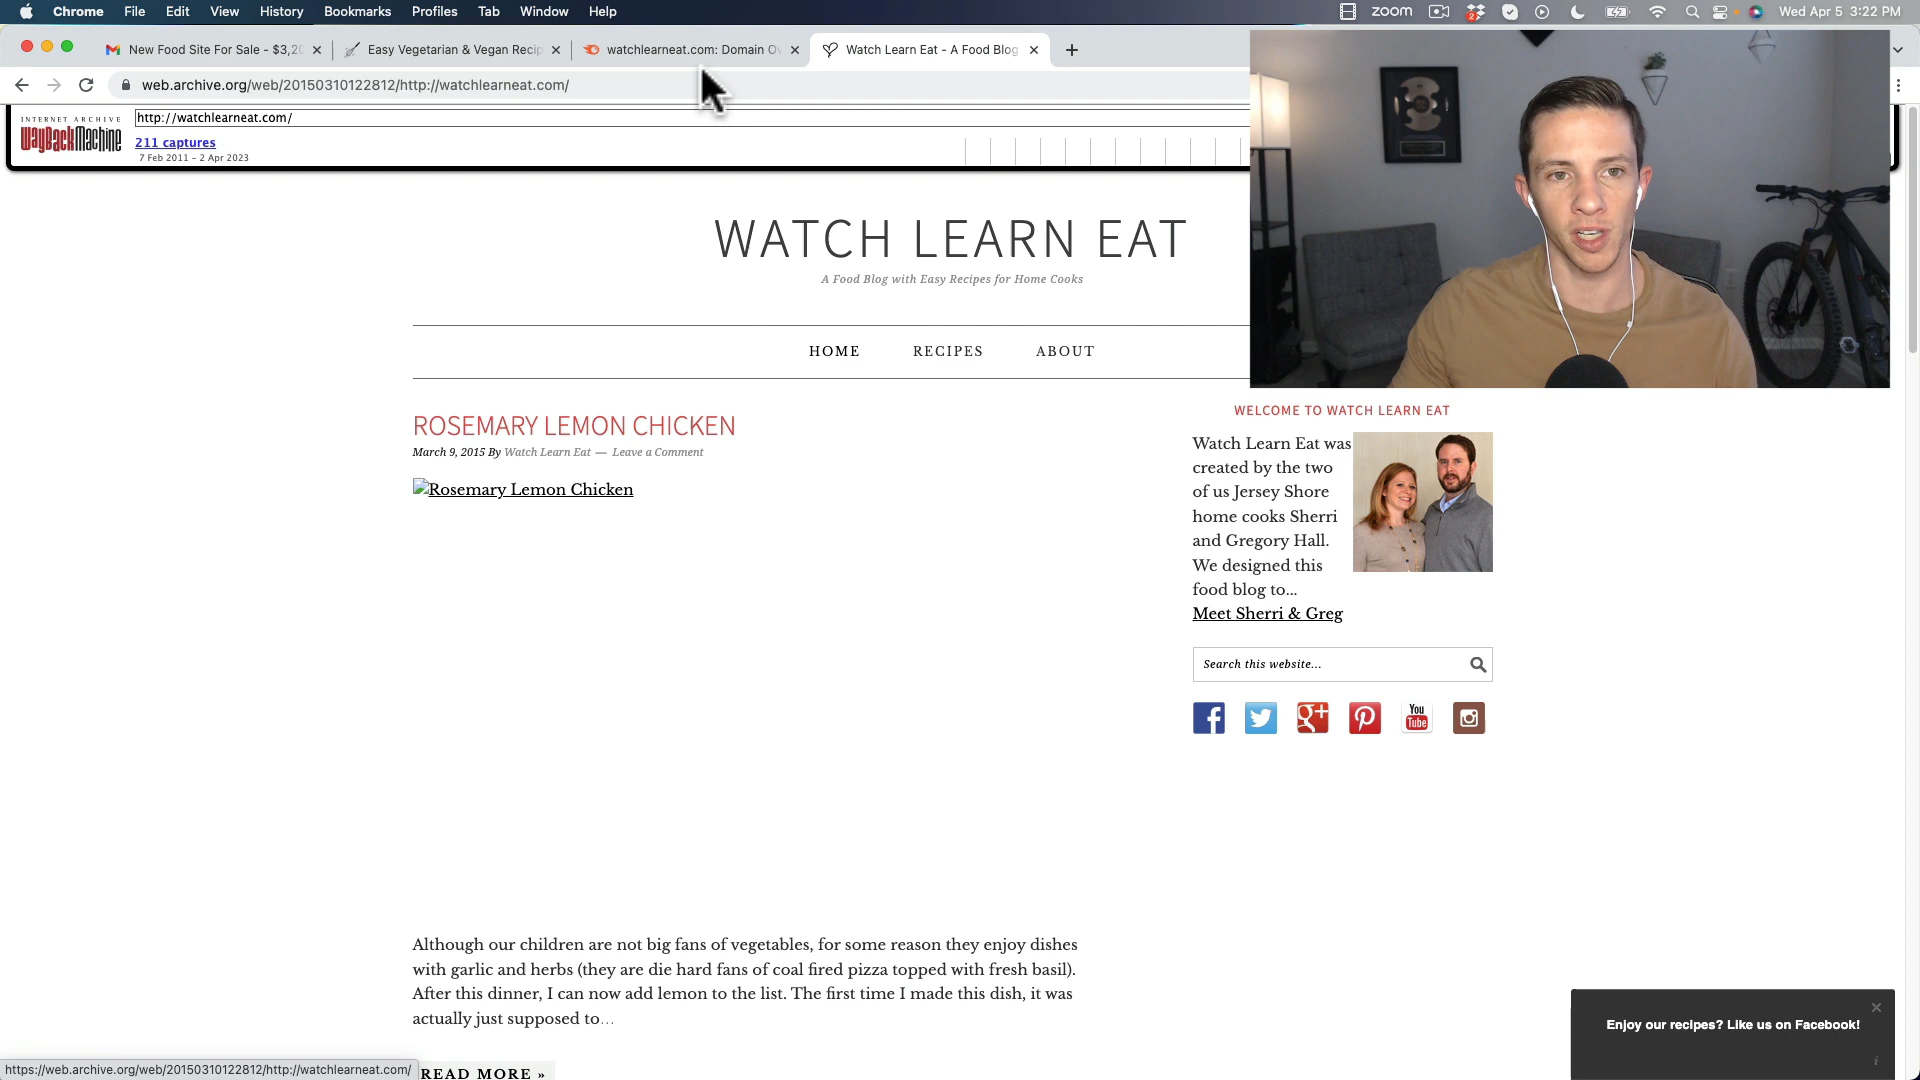 Chrome File Edit View History Bookmarks Profiles Tab Window Help
zoom 2 Wed Apr 5 3:22 PM
New Food Site For Sale - $3,20
Easy Vegetarian & Vegan Recip
watchlearneat.com: Domain Ov
Watch Learn Eat - A Food Blog
web.archive.org/web/20150310122812/http://watchlearneat.com/
INTERNET ARCHIVE
WayBackMachine
http://watchlearneat.com/
211 captures
7 Feb 2011 – 2 Apr 2023
WATCH LEARN EAT
A Food Blog with Easy Recipes for Home Cooks
HOME RECIPES ABOUT
ROSEMARY LEMON CHICKEN
March 9, 2015 By Watch Learn Eat — Leave a Comment
Rosemary Lemon Chicken
Although our children are not big fans of vegetables, for some reason they enjoy dishes
with garlic and herbs (they are die hard fans of coal fired pizza topped with fresh basil).
After this dinner, I can now add lemon to the list. The first time I made this dish, it was
actually just supposed to…
READ MORE »
WELCOME TO WATCH LEARN EAT
Watch Learn Eat was
created by the two
of us Jersey Shore
home cooks Sherri
and Gregory Hall.
We designed this
food blog to...
Meet Sherri & Greg
Search this website...
g+
You
Tube
Enjoy our recipes? Like us on Facebook!
https://web.archive.org/web/20150310122812/http://watchlearneat.com/